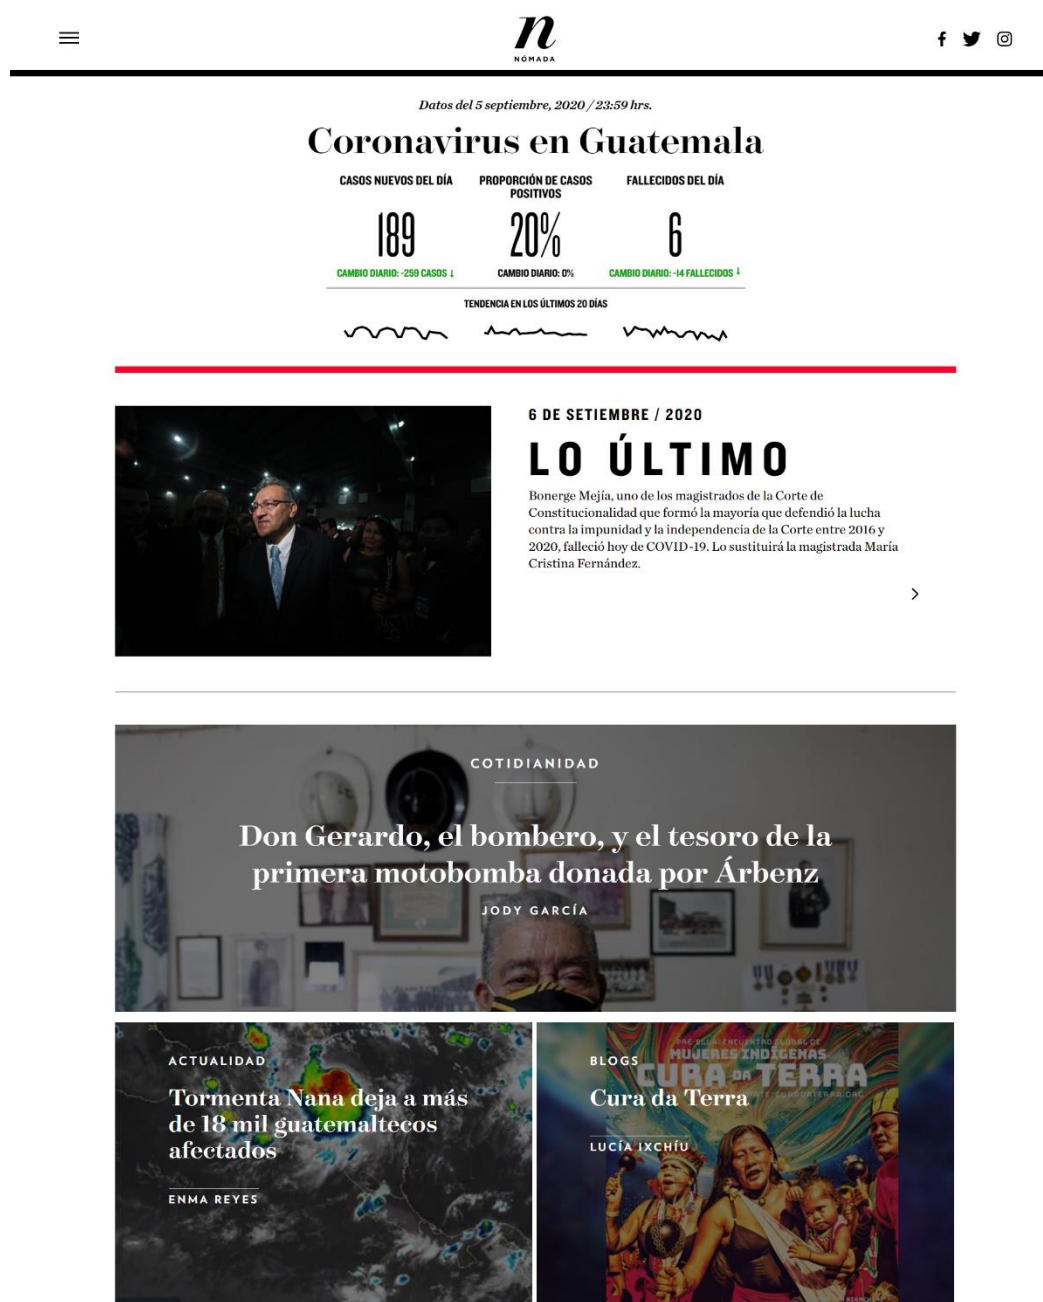 n
NÓMADA
Datos del 5 septiembre, 2020 / 23:59 hrs.
Coronavirus en Guatemala
CASOS NUEVOS DEL DÍA
189
CAMBIO DIARIO: -259 CASOS ↓
PROPORCIÓN DE CASOS
POSITIVOS
20%
CAMBIO DIARIO: 0%
FALLECIDOS DEL DÍA
6
CAMBIO DIARIO: -14 FALLECIDOS ↓
TENDENCIA EN LOS ÚLTIMOS 20 DÍAS
6 DE SETIEMBRE / 2020
LO ÚLTIMO
Bonerge Mejía, uno de los magistrados de la Corte de
Constitucionalidad que formó la mayoría que defendió la lucha
contra la impunidad y la independencia de la Corte entre 2016 y
2020, falleció hoy de COVID-19. Lo sustituirá la magistrada María
Cristina Fernández.
COTIDIANIDAD
Don Gerardo, el bombero, y el tesoro de la
primera motobomba donada por Árbenz
JODY GARCÍA
ACTUALIDAD
Tormenta Nana deja a más
de 18 mil guatemaltecos
afectados
ENMA REYES
BLOGS
Cura da Terra
LUCÍA IXCHÍU
MUJERES INDÍGENAS
CURA DA TERRA